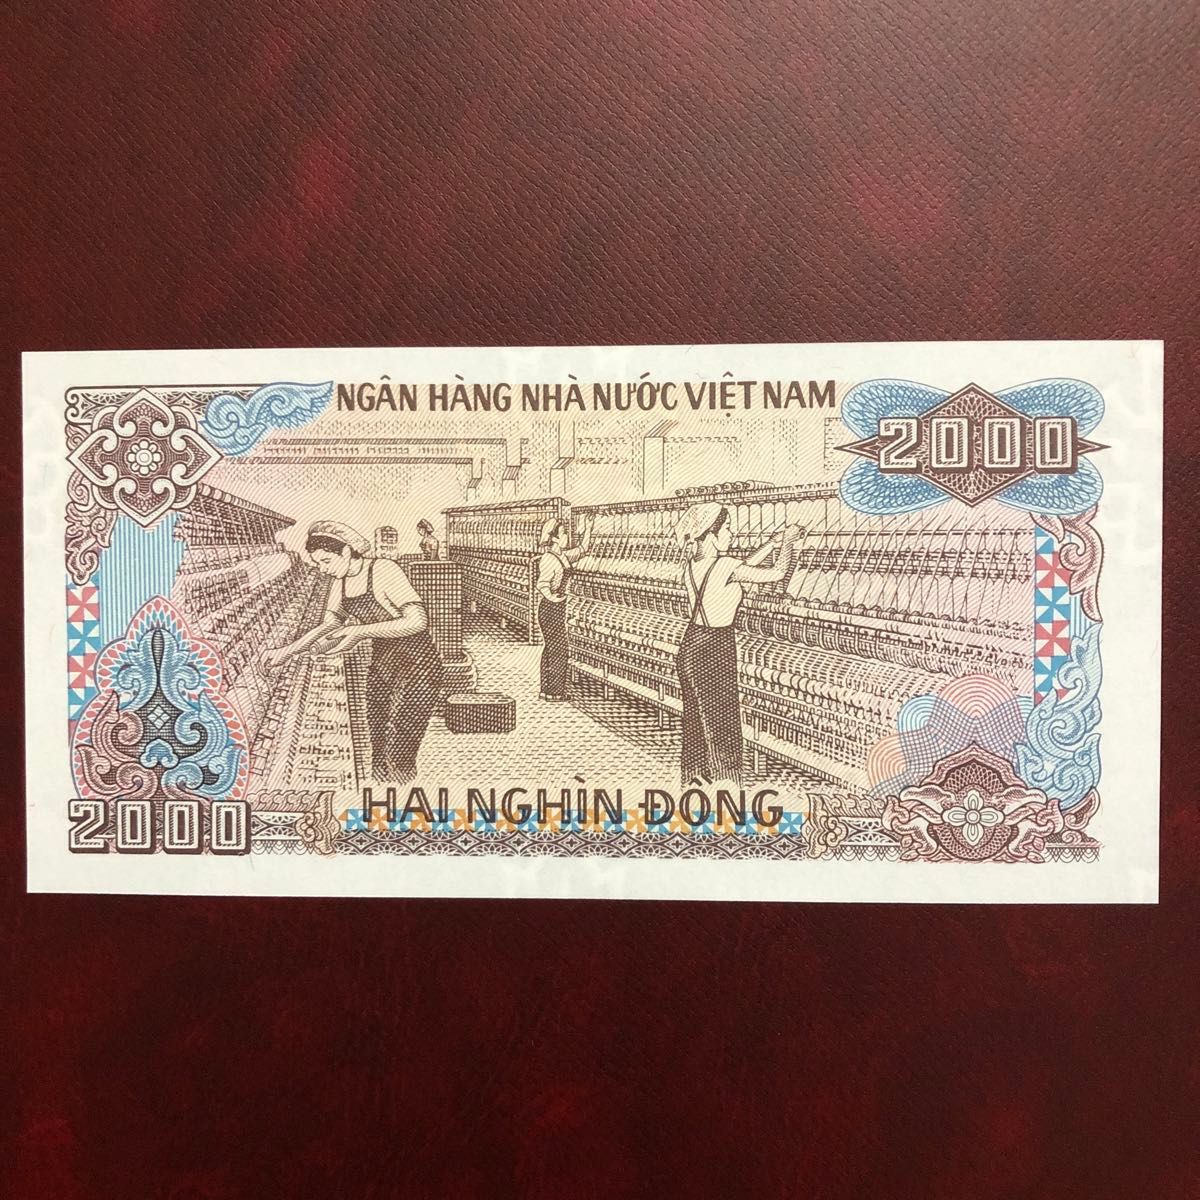 NGÂN HÀNG NHÀ NƯỚC VIỆT NAM
2000
2000
HAI NGHÌN ĐỒNG